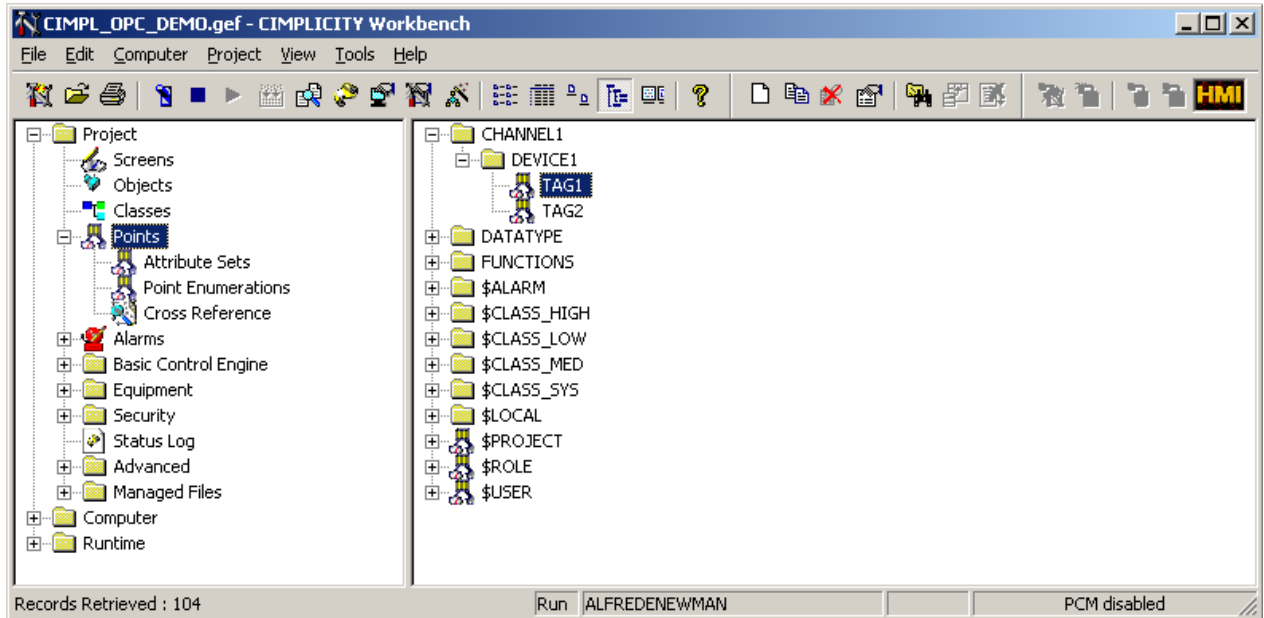 CIMPL_OPC_DEMO.gef - CIMPLICITY Workbench
File Edit Computer Project View Tools Help
HMI
Project
Screens
Objects
Classes
Points
Attribute Sets
Point Enumerations
Cross Reference
Alarms
Basic Control Engine
Equipment
Security
Status Log
Advanced
Managed Files
Computer
Runtime
CHANNEL1
DEVICE1
TAG1
TAG2
DATATYPE
FUNCTIONS
$ALARM
$CLASS_HIGH
$CLASS_LOW
$CLASS_MED
$CLASS_SYS
$LOCAL
$PROJECT
$ROLE
$USER
Records Retrieved : 104 Run ALFREDENEWMAN PCM disabled